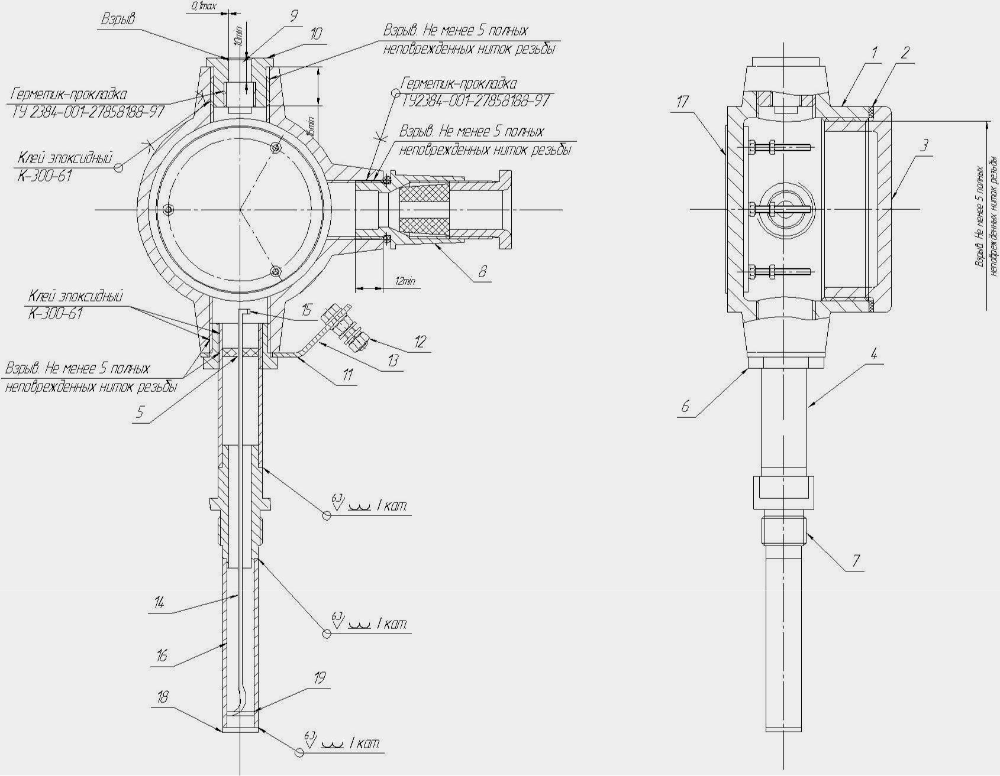 0,1max
Взрыв
10min
9
10
Взрыв. Не менее 5 полных
неповрежденных ниток резьбы
Герметик-прокладка
ТУ 2384-001-27858188-97
Герметик-прокладка
ТУ2384-001-27858188-97
16min
Взрыв. Не менее 5 полных
неповрежденных ниток резьбы
Клей эпоксидный
К-300-61
8
12min
Клей эпоксидный
К-300-61
15
12
13
11
Взрыв. Не менее 5 полных
неповрежденных ниток резьбы
5
6.3 I кат.
14
6.3 I кат.
16
19
18
6.3 I кат.
1
2
17
3
Взрыв. Не менее 5 полных
неповрежденных ниток резьбы
4
6
7